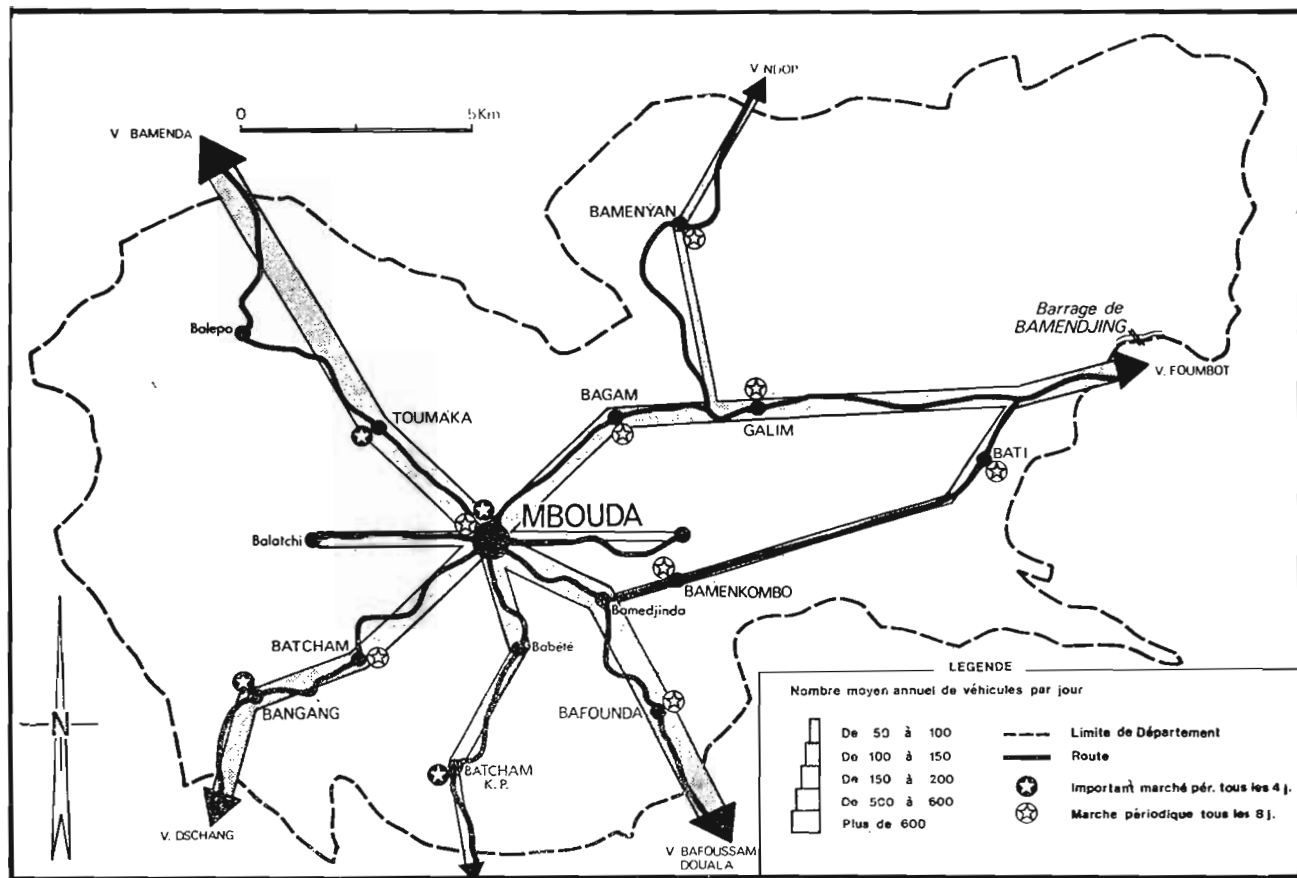 V. NDOP
0 5Km
V BAMENDA
BAMENYAN
Barrage de
BAMENDJING
Balepo
V. FOUMBOT
BAGAM
TOUMAKA
GALIM
BATI
MBOUDA
Balatchi
BAMENKOMBO
Bamedjinda
BATCHAM
Babété
BANGANG
BAFOUNDA
N
BATCHAM
K.P.
V. DSCHANG
V BAFOUSSAM
DOUALA
LEGENDE
Nombre moyen annuel de véhicules par jour
De 50 à 100
De 100 à 150
De 150 à 200
De 500 à 600
Plus de 600
Limite de Département
Route
Important marché pér. tous les 4 j.
Marche périodique tous les 8 j.